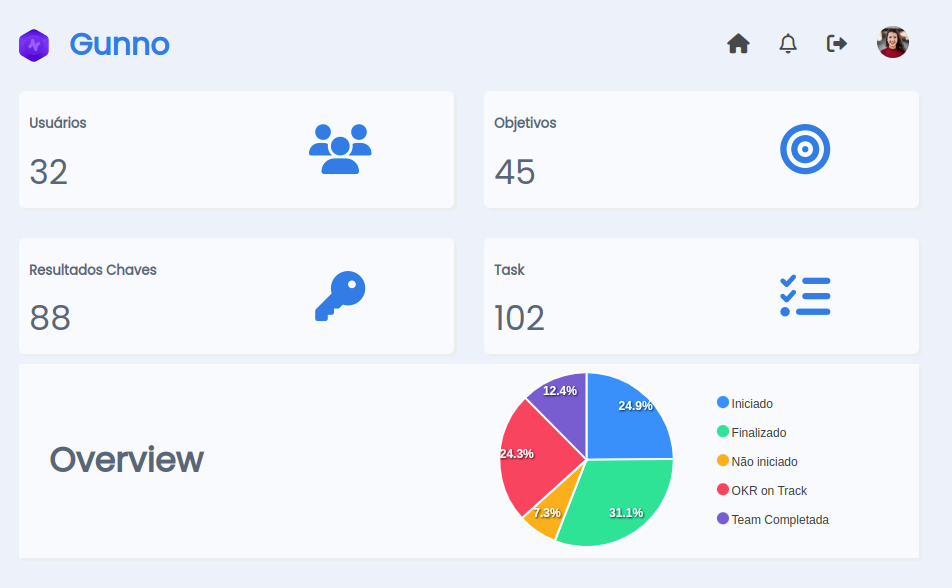 Gunno
Usuários
32
Objetivos
45
Resultados Chaves
88
Task
102
Overview
12.4%
24.9%
24.3%
7.3%
31.1%
Iniciado
Finalizado
Não iniciado
OKR on Track
Team Completada